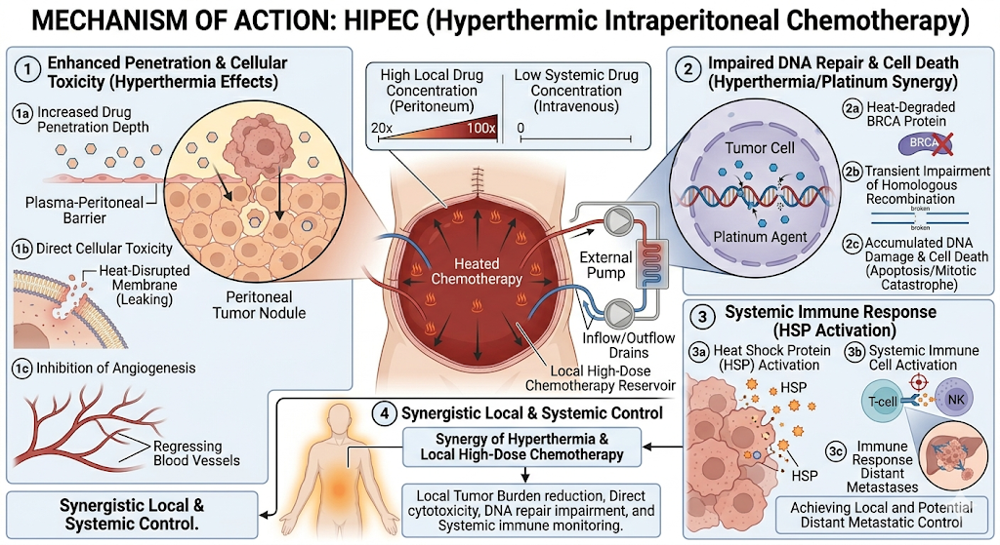 MECHANISM OF ACTION: HIPEC (Hyperthermic Intraperitoneal Chemotherapy)
1 Enhanced Penetration & Cellular
Toxicity (Hyperthermia Effects)
1a Increased Drug
Penetration Depth
Plasma-Peritoneal
Barrier
1b Direct Cellular Toxicity
Heat-Disrupted
Membrane
(Leaking)
Peritoneal
Tumor Nodule
1c Inhibition of Angiogenesis
Regressing
Blood Vessels
High Local Drug
Concentration
(Peritoneum)
20x 100x
Low Systemic Drug
Concentration
(Intravenous)
0
Heated
Chemotherapy
External
Pump
Inflow/Outflow
Drains
Local High-Dose
Chemotherapy Reservoir
2 Impaired DNA Repair & Cell Death
(Hyperthermia/Platinum Synergy)
Tumor Cell
Platinum Agent
2a Heat-Degraded
BRCA Protein
BRCA
2b Transient Impairment
of Homologous
Recombination
broken
broken
2c Accumulated DNA
Damage & Cell Death
(Apoptosis/Mitotic
Catastrophe)
3 Systemic Immune Response
(HSP Activation)
3a Heat Shock Protein
(HSP) Activation
HSP
HSP
3b Systemic Immune
Cell Activation
T-cell
NK
3c Immune
Response
Distant
Metastases
Achieving Local and Potential
Distant Metastatic Control
4 Synergistic Local & Systemic Control
Synergy of Hyperthermia &
Local High-Dose Chemotherapy
Local Tumor Burden reduction, Direct
cytotoxicity, DNA repair impairment, and
Systemic immune monitoring.
Synergistic Local &
Systemic Control.